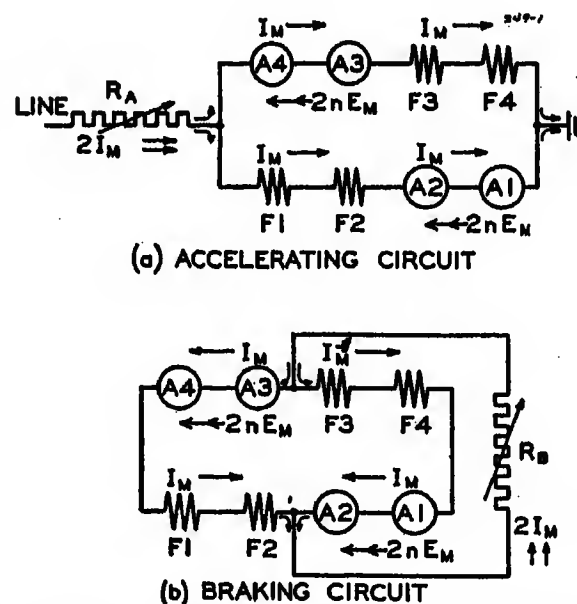 I_M → I_M →
A4 A3 F3 F4
R_A
LINE
2nE_M
2I_M
I_M → I_M →
F1 F2 A2 A1
2nE_M
(a) ACCELERATING CIRCUIT
I_M I_M
A4 A3 F3 F4
2nE_M
R_B
I_M I_M
F1 F2 A2 A1
2nE_M
2I_M
(b) BRAKING CIRCUIT